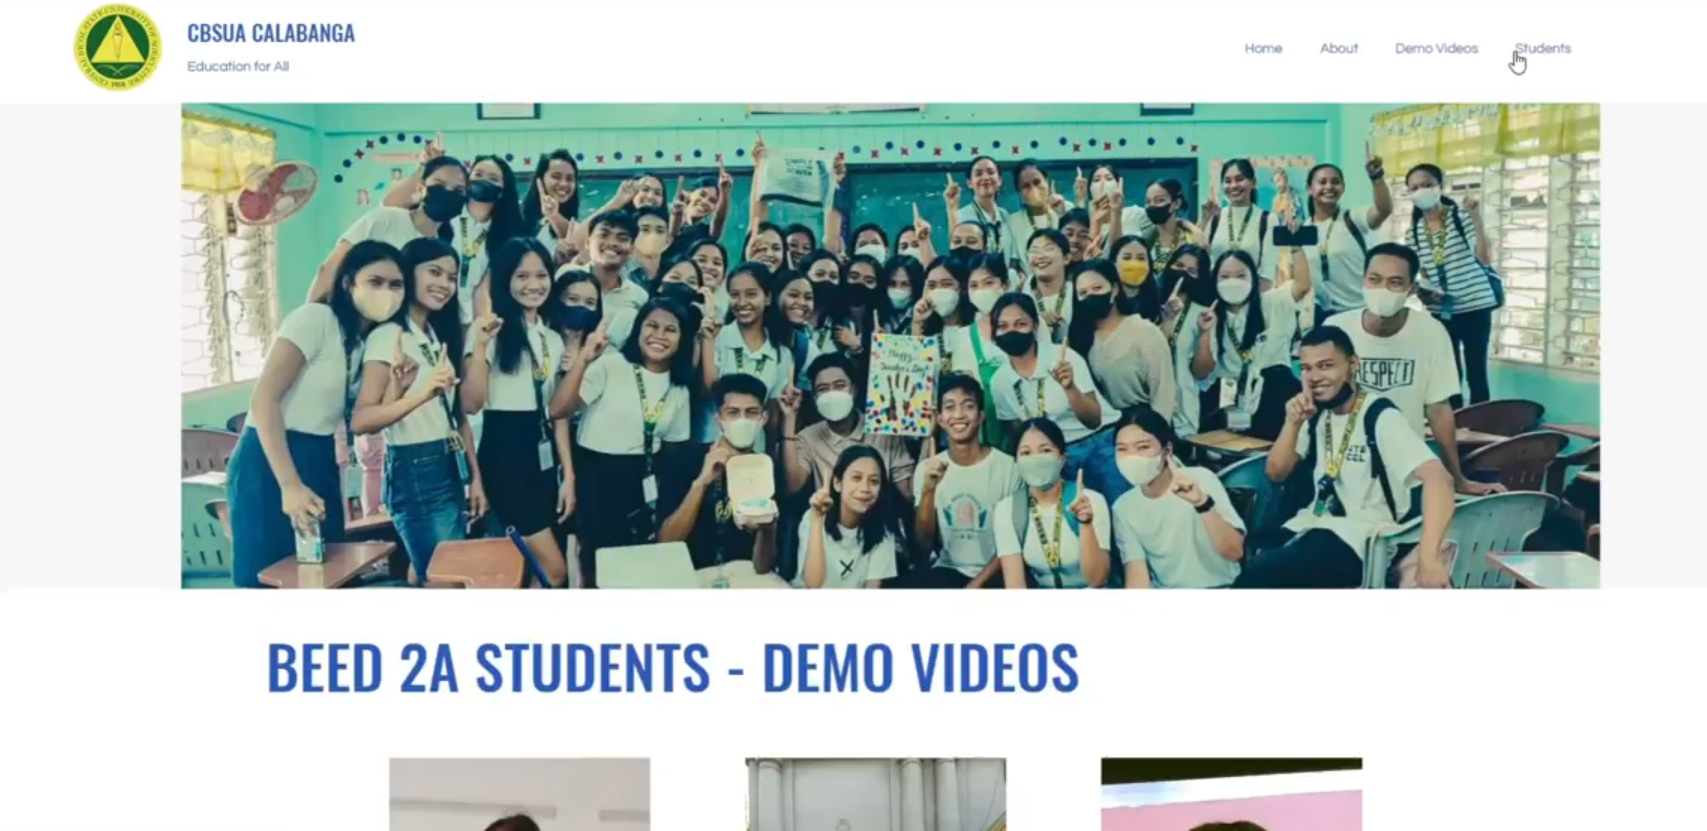 CBSUA CALABANGA
Education for All
Home About Demo Videos Students
SIMPLE
Happy
Teacher's Day!
RESPECT
BEED 2A STUDENTS - DEMO VIDEOS